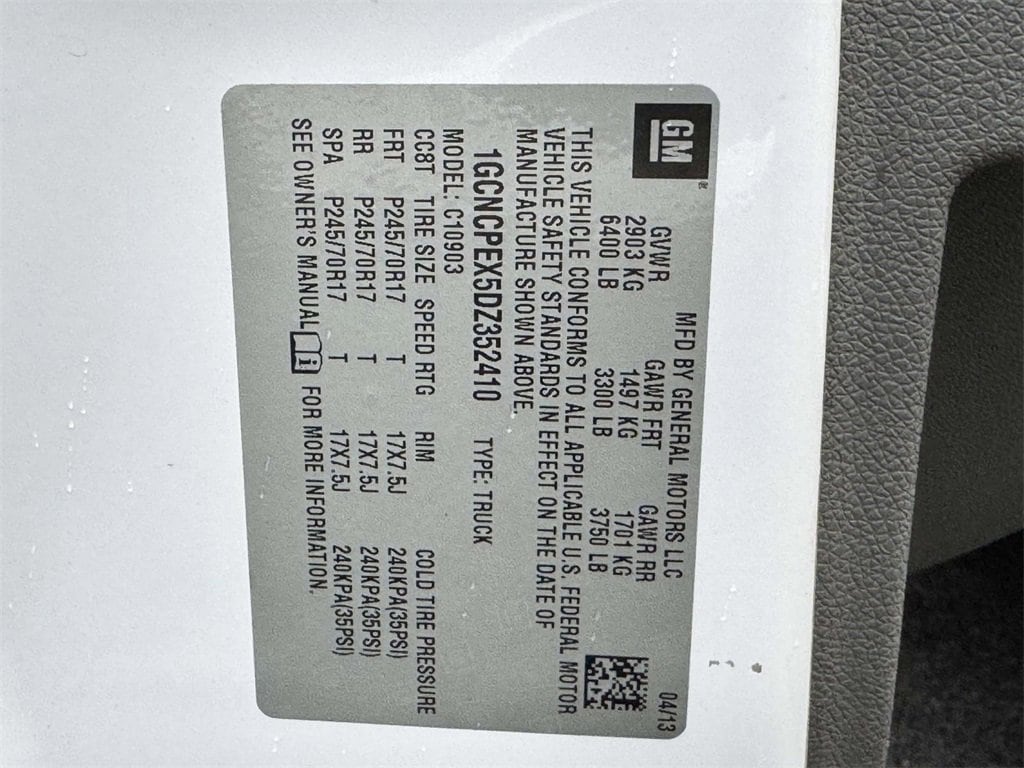 GM
MFD BY GENERAL MOTORS LLC 04/13
GVWR GAWR FRT GAWR RR
2903 KG 1497 KG 1701 KG
6400 LB 3300 LB 3750 LB
THIS VEHICLE CONFORMS TO ALL APPLICABLE U.S. FEDERAL MOTOR
VEHICLE SAFETY STANDARDS IN EFFECT ON THE DATE OF
MANUFACTURE SHOWN ABOVE.
1GCNCPEX5DZ352410 TYPE: TRUCK
MODEL: C10903
CC8T TIRE SIZE SPEED RTG RIM COLD TIRE PRESSURE
FRT P245/70R17 T 17X7.5J 240KPA(35PSI)
RR P245/70R17 T 17X7.5J 240KPA(35PSI)
SPA P245/70R17 T 17X7.5J 240KPA(35PSI)
SEE OWNER'S MANUAL i FOR MORE INFORMATION.